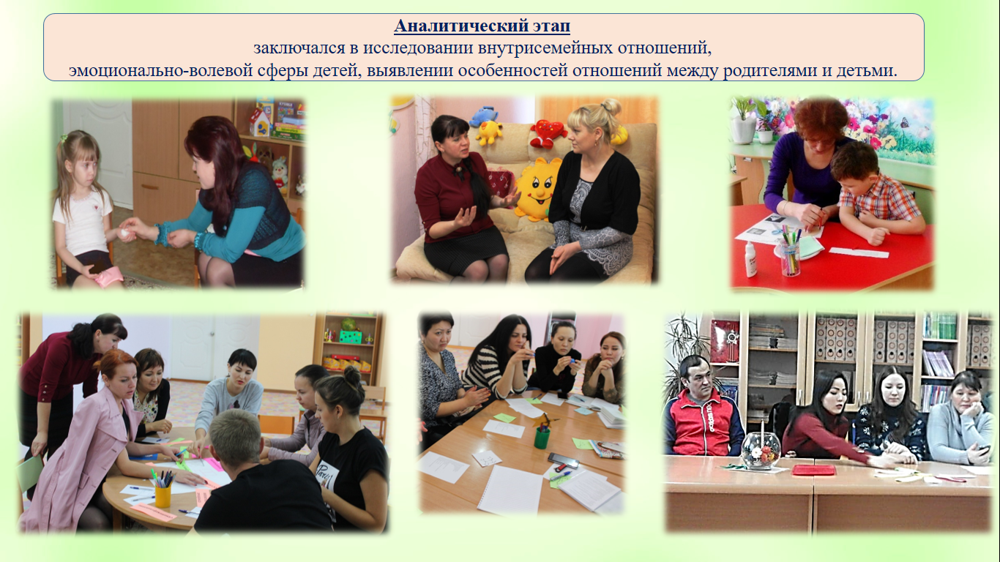 Аналитический этап
заключался в исследовании внутрисемейных отношений,
эмоционально-волевой сферы детей, выявлении особенностей отношений между родителями и детьми.